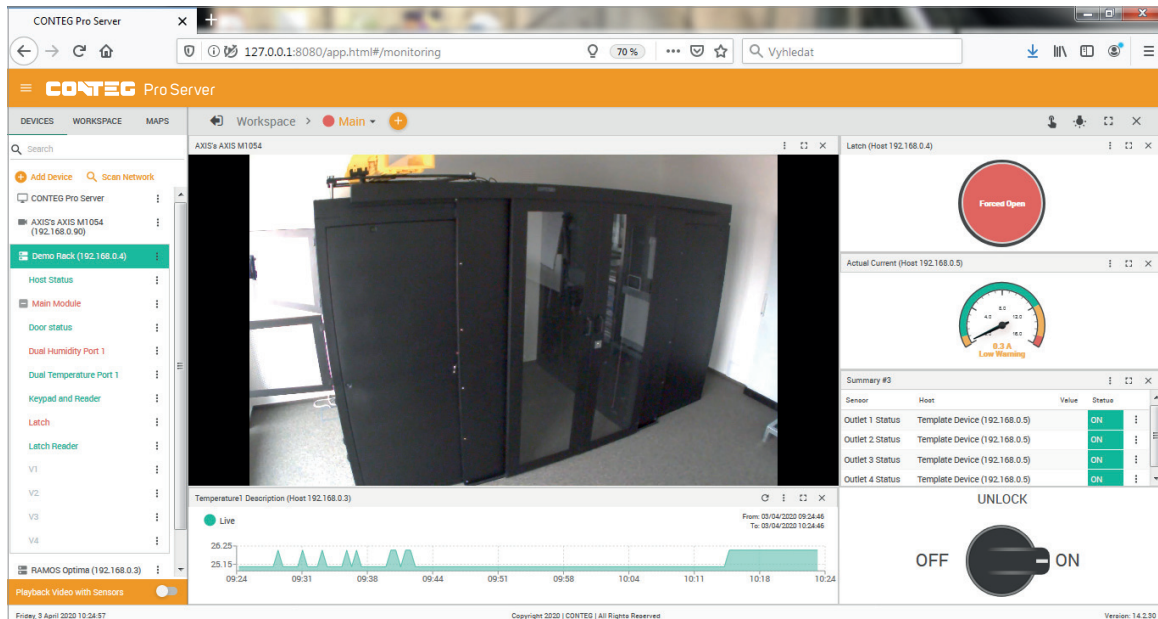 CONTEG Pro Server
127.0.0.1:8080/app.html#/monitoring
70 %
Vyhledat
CONTEG Pro Server
DEVICES WORKSPACE MAPS
Workspace > Main
Search
Add Device Scan Network
CONTEG Pro Server
AXIS's AXIS M1054
(192.168.0.90)
Demo Rack (192.168.0.4)
Host Status
Main Module
Door status
Dual Humidity Port 1
Dual Temperature Port 1
Keypad and Reader
Latch
Latch Reader
V1
V2
V3
V4
RAMOS Optima (192.168.0.3)
Playback Video with Sensors
AXIS's AXIS M1054
Temperature1 Description (Host 192.168.0.3)
Live
From: 03/04/2020 09:24:46
To: 03/04/2020 10:24:46
26.25
25.15
09:24 09:31 09:38 09:44 09:51 09:58 10:04 10:11 10:18 10:24
Latch (Host 192.168.0.4)
Forced Open
Actual Current (Host 192.168.0.5)
4.0 8.0 12.0
16.0
0.3 A
Low Warning
Summary #3
Sensor Host Value Status
Outlet 1 Status Template Device (192.168.0.5) ON
Outlet 2 Status Template Device (192.168.0.5) ON
Outlet 3 Status Template Device (192.168.0.5) ON
Outlet 4 Status Template Device (192.168.0.5) ON
UNLOCK
OFF ON
Friday, 3 April 2020 10:24:57
Copyright 2020 | CONTEG | All Rights Reserved
Version: 14.2.30